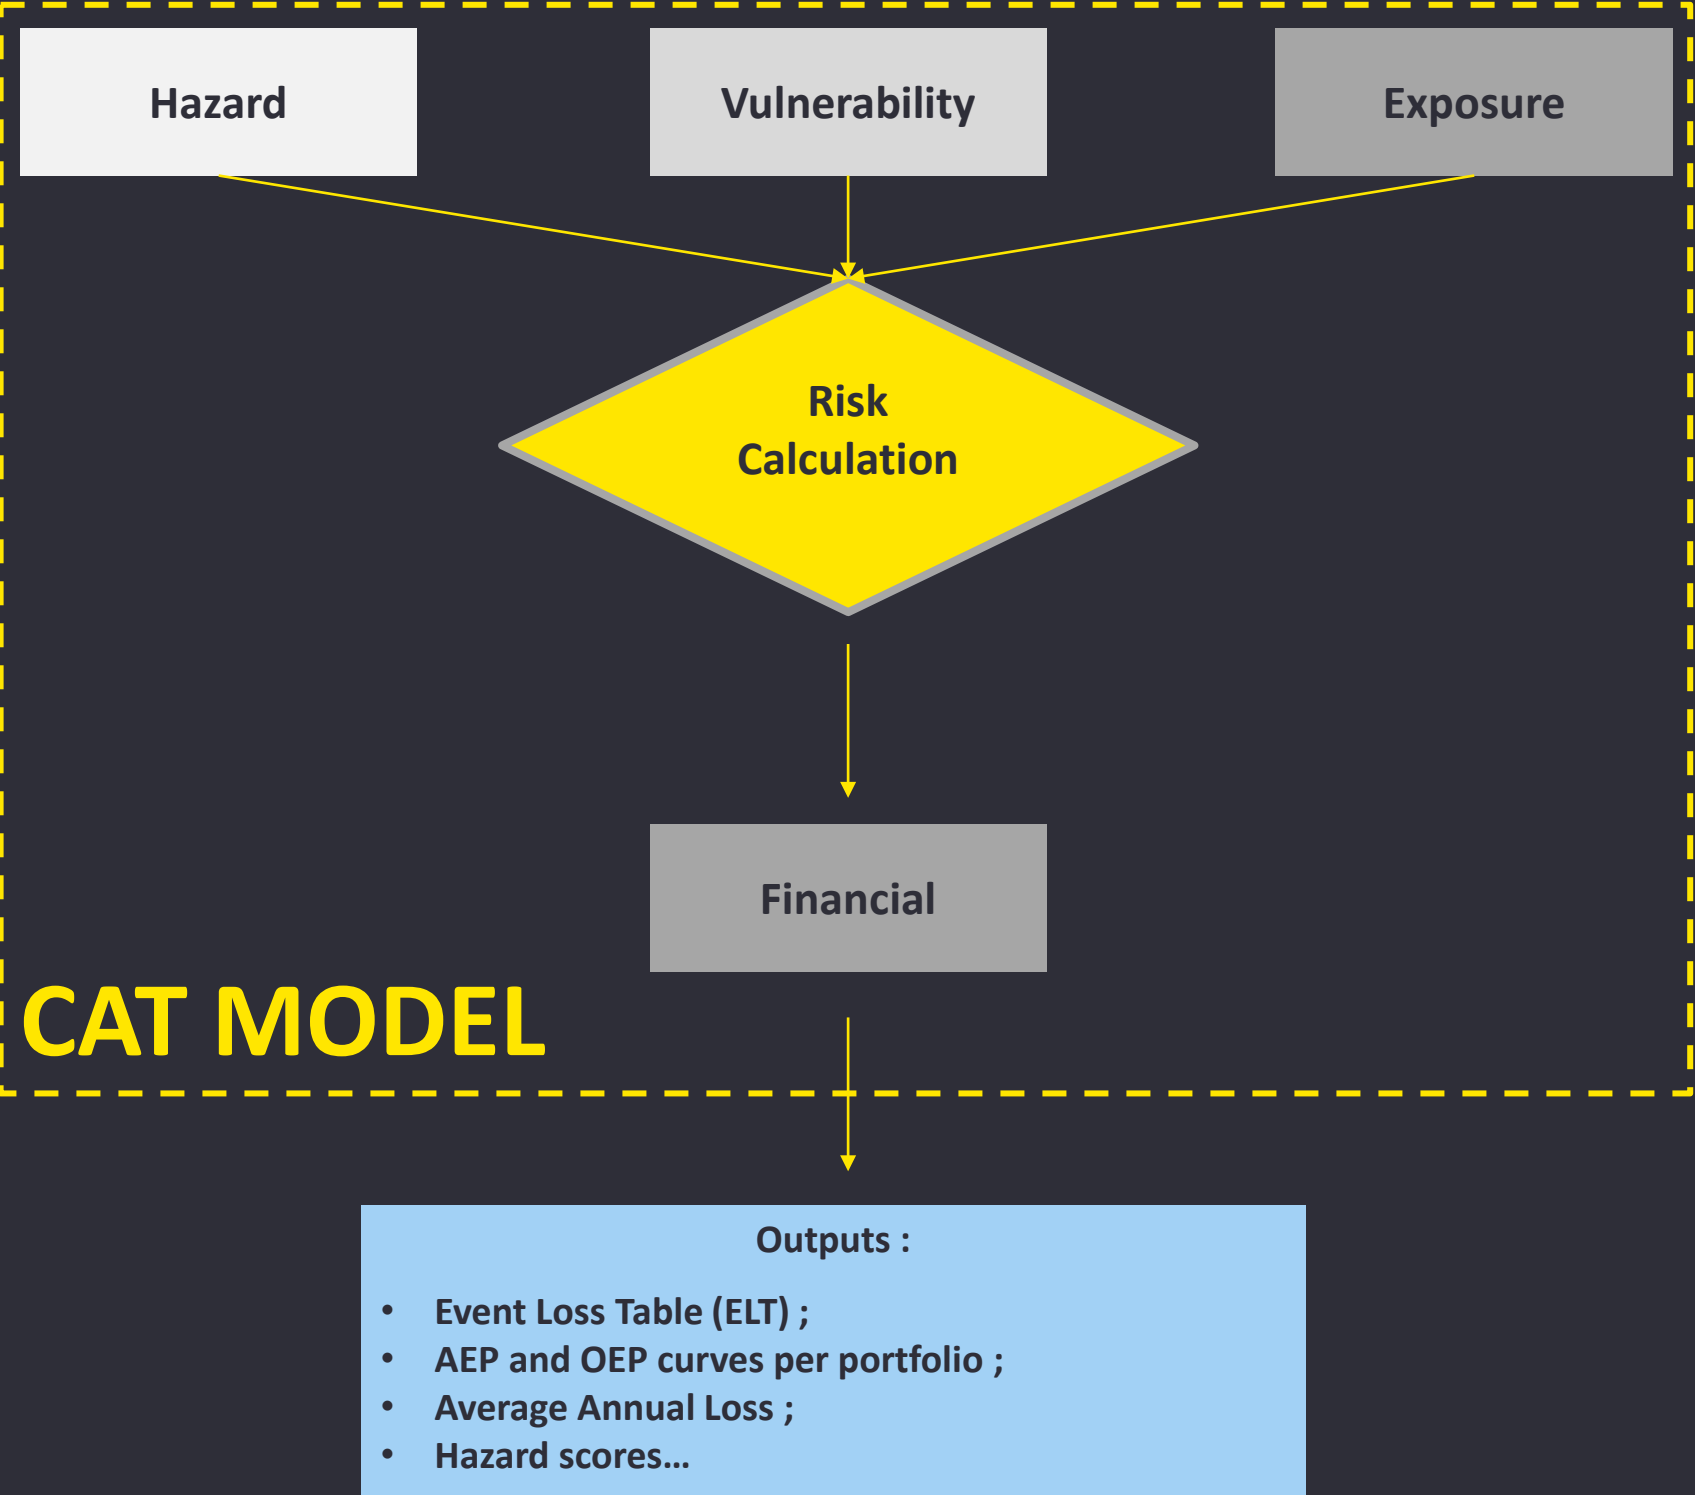 Hazard
Vulnerability
Exposure
Risk
Calculation
Financial
CAT MODEL
Outputs :
• Event Loss Table (ELT) ;
• AEP and OEP curves per portfolio ;
• Average Annual Loss ;
• Hazard scores...